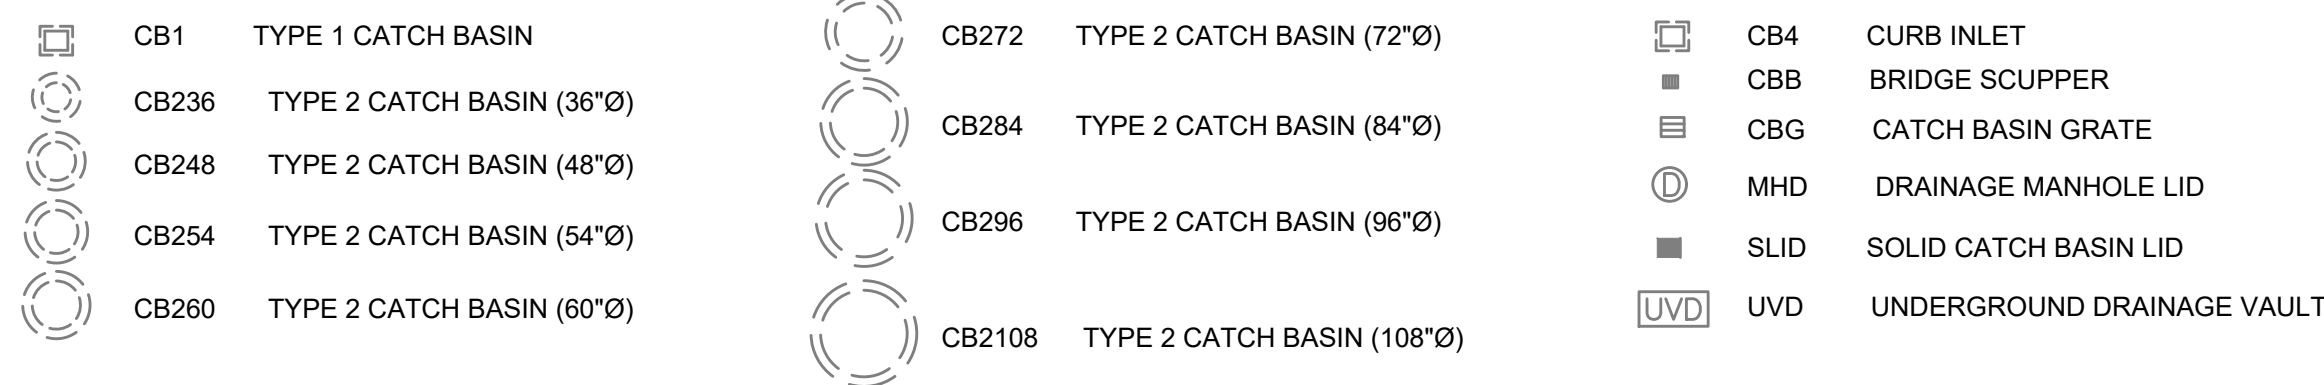 CB1 TYPE 1 CATCH BASIN
CB236 TYPE 2 CATCH BASIN (36"Ø)
CB248 TYPE 2 CATCH BASIN (48"Ø)
CB254 TYPE 2 CATCH BASIN (54"Ø)
CB260 TYPE 2 CATCH BASIN (60"Ø)
CB272 TYPE 2 CATCH BASIN (72"Ø)
CB284 TYPE 2 CATCH BASIN (84"Ø)
CB296 TYPE 2 CATCH BASIN (96"Ø)
CB2108 TYPE 2 CATCH BASIN (108"Ø)
CB4 CURB INLET
CBB BRIDGE SCUPPER
CBG CATCH BASIN GRATE
D MHD DRAINAGE MANHOLE LID
SLID SOLID CATCH BASIN LID
UVD UVD UNDERGROUND DRAINAGE VAULT